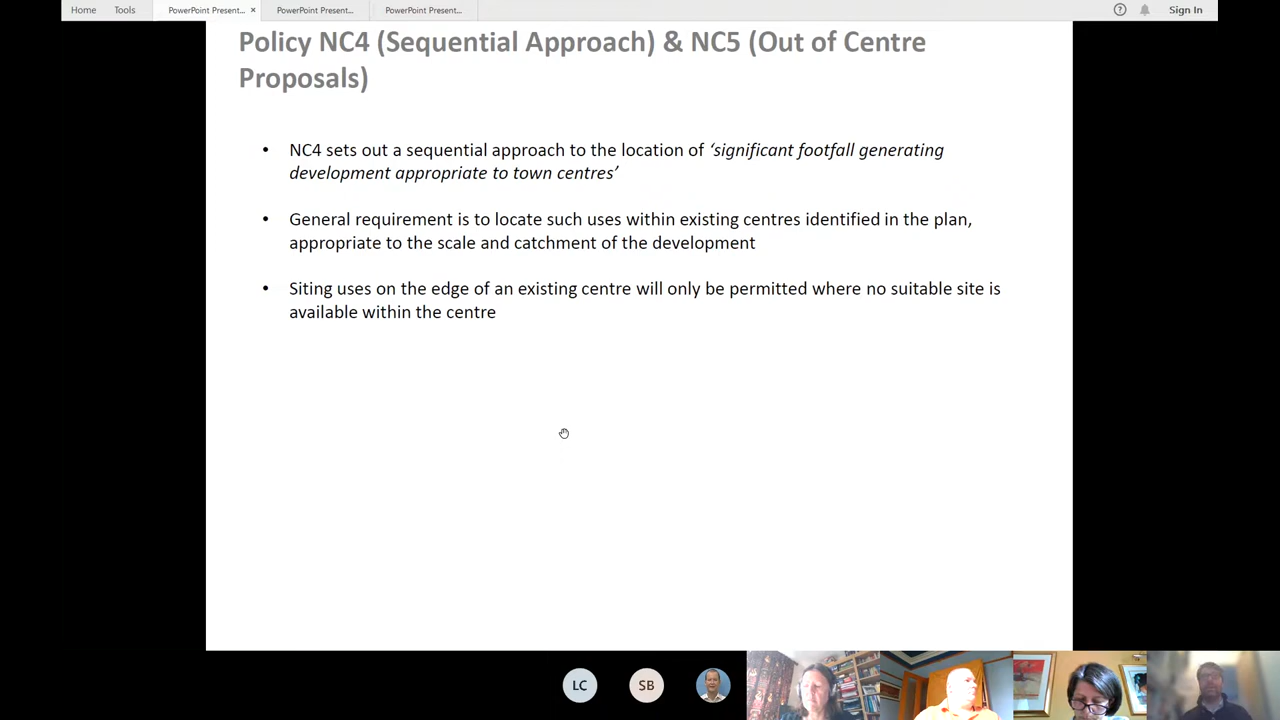 Home Tools PowerPoint Present... × PowerPoint Present... PowerPoint Present... ? Sign In
Policy NC4 (Sequential Approach) & NC5 (Out of Centre
Proposals)
• NC4 sets out a sequential approach to the location of ‘significant footfall generating
development appropriate to town centres’
• General requirement is to locate such uses within existing centres identified in the plan,
appropriate to the scale and catchment of the development
• Siting uses on the edge of an existing centre will only be permitted where no suitable site is
available within the centre
LC SB